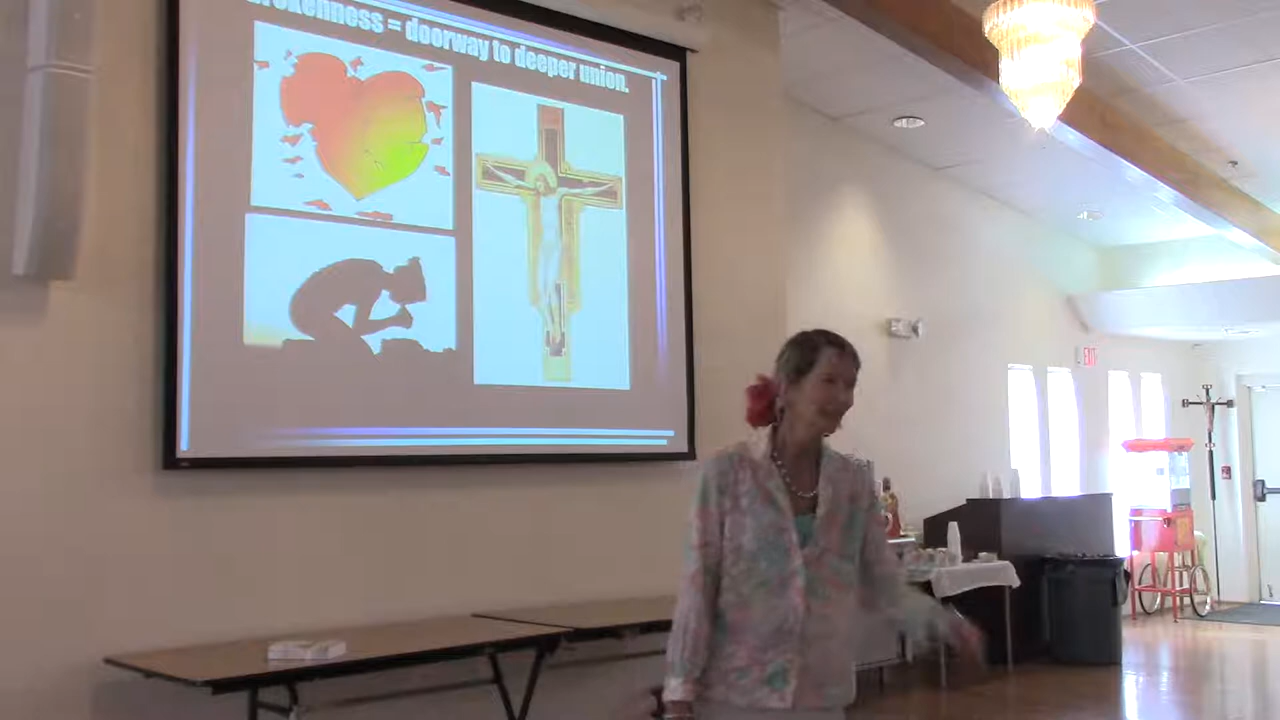 = doorway to deeper union.
EXIT